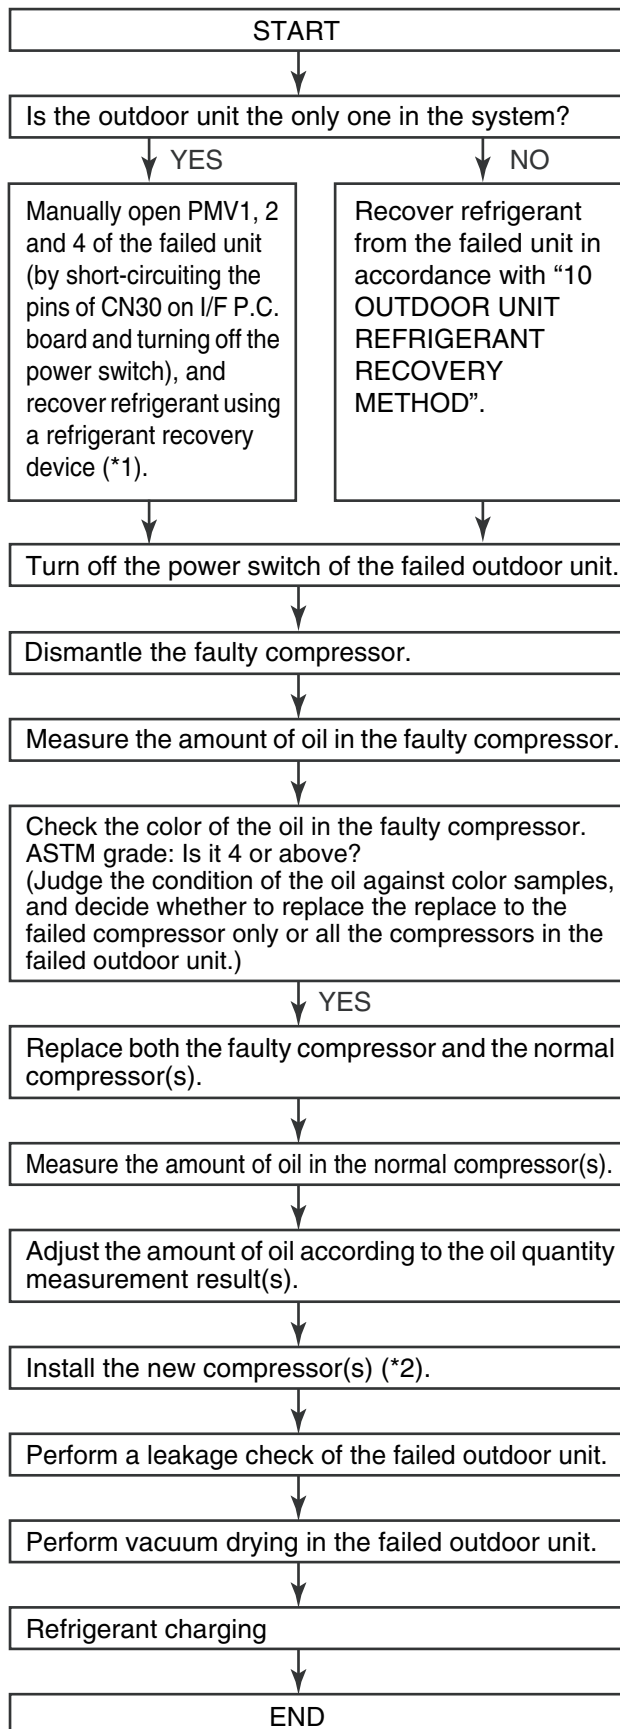 START
Is the outdoor unit the only one in the system?
YES
NO
Manually open PMV1, 2
and 4 of the failed unit
(by short-circuiting the
pins of CN30 on I/F P.C.
board and turning off the
power switch), and
recover refrigerant using
a refrigerant recovery
device (*1).
Recover refrigerant
from the failed unit in
accordance with “10
OUTDOOR UNIT
REFRIGERANT
RECOVERY
METHOD”.
Turn off the power switch of the failed outdoor unit.
Dismantle the faulty compressor.
Measure the amount of oil in the faulty compressor.
Check the color of the oil in the faulty compressor.
ASTM grade: Is it 4 or above?
(Judge the condition of the oil against color samples,
and decide whether to replace the replace to the
failed compressor only or all the compressors in the
failed outdoor unit.)
YES
Replace both the faulty compressor and the normal
compressor(s).
Measure the amount of oil in the normal compressor(s).
Adjust the amount of oil according to the oil quantity
measurement result(s).
Install the new compressor(s) (*2).
Perform a leakage check of the failed outdoor unit.
Perform vacuum drying in the failed outdoor unit.
Refrigerant charging
END